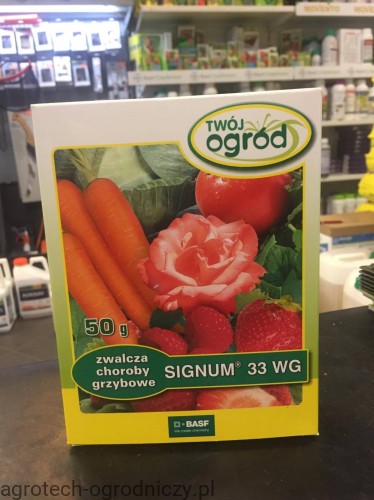 TWÓJ
ogród
50 g
zwalcza
choroby
grzybowe
SIGNUM® 33 WG
BASF
agrotech-ogrodniczy.pl